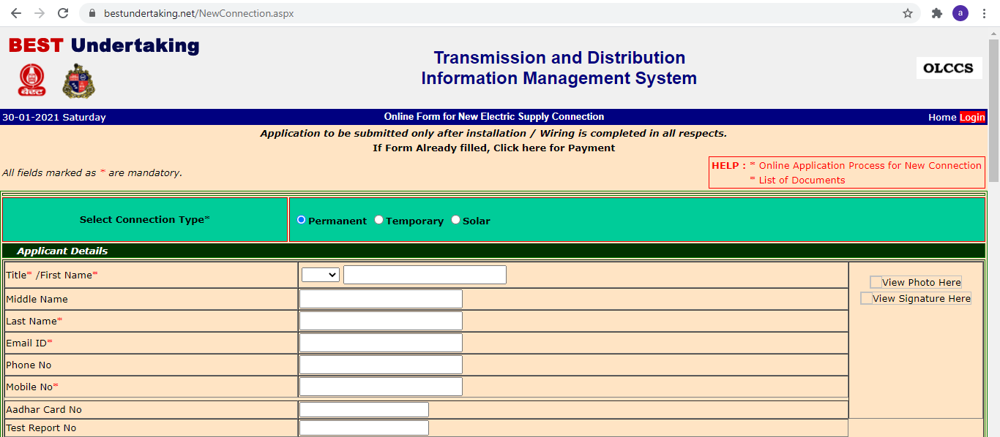 bestundertaking.net/NewConnection.aspx
a
BEST Undertaking
Transmission and Distribution
Information Management System
बेस्ट
OLCCS
30-01-2021 Saturday
Online Form for New Electric Supply Connection
Home Login
Application to be submitted only after installation / Wiring is completed in all respects.
If Form Already filled, Click here for Payment
All fields marked as * are mandatory.
HELP : * Online Application Process for New Connection
* List of Documents
Select Connection Type*
Permanent Temporary Solar
Applicant Details
Title* /First Name*
View Photo Here
View Signature Here
Middle Name
Last Name*
Email ID*
Phone No
Mobile No*
Aadhar Card No
Test Report No